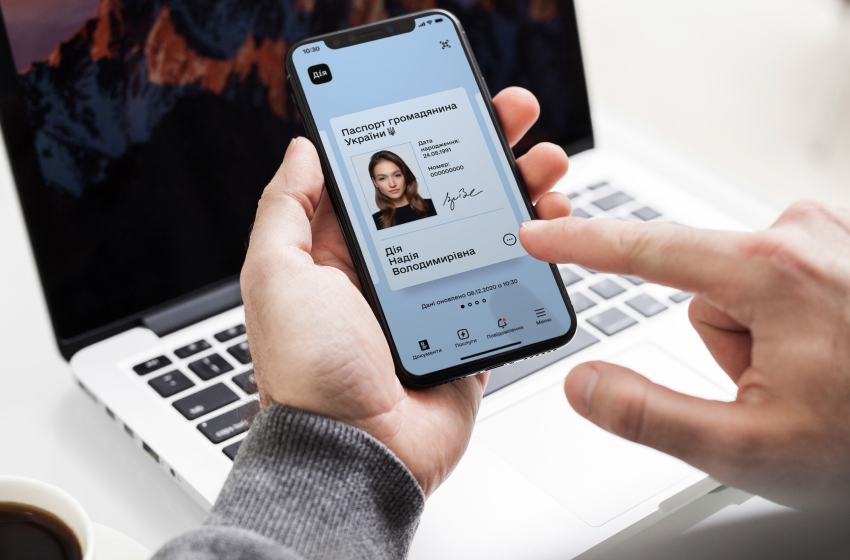 10:30
Дія
Паспорт громадянина
України
Дата
народження:
24.08.1991
Номер:
000000000
Дія
Надія
Володимирівна
Дані оновлено 08.12.2020 о 10:30
Документи
Послуги
Повідомлення
Меню